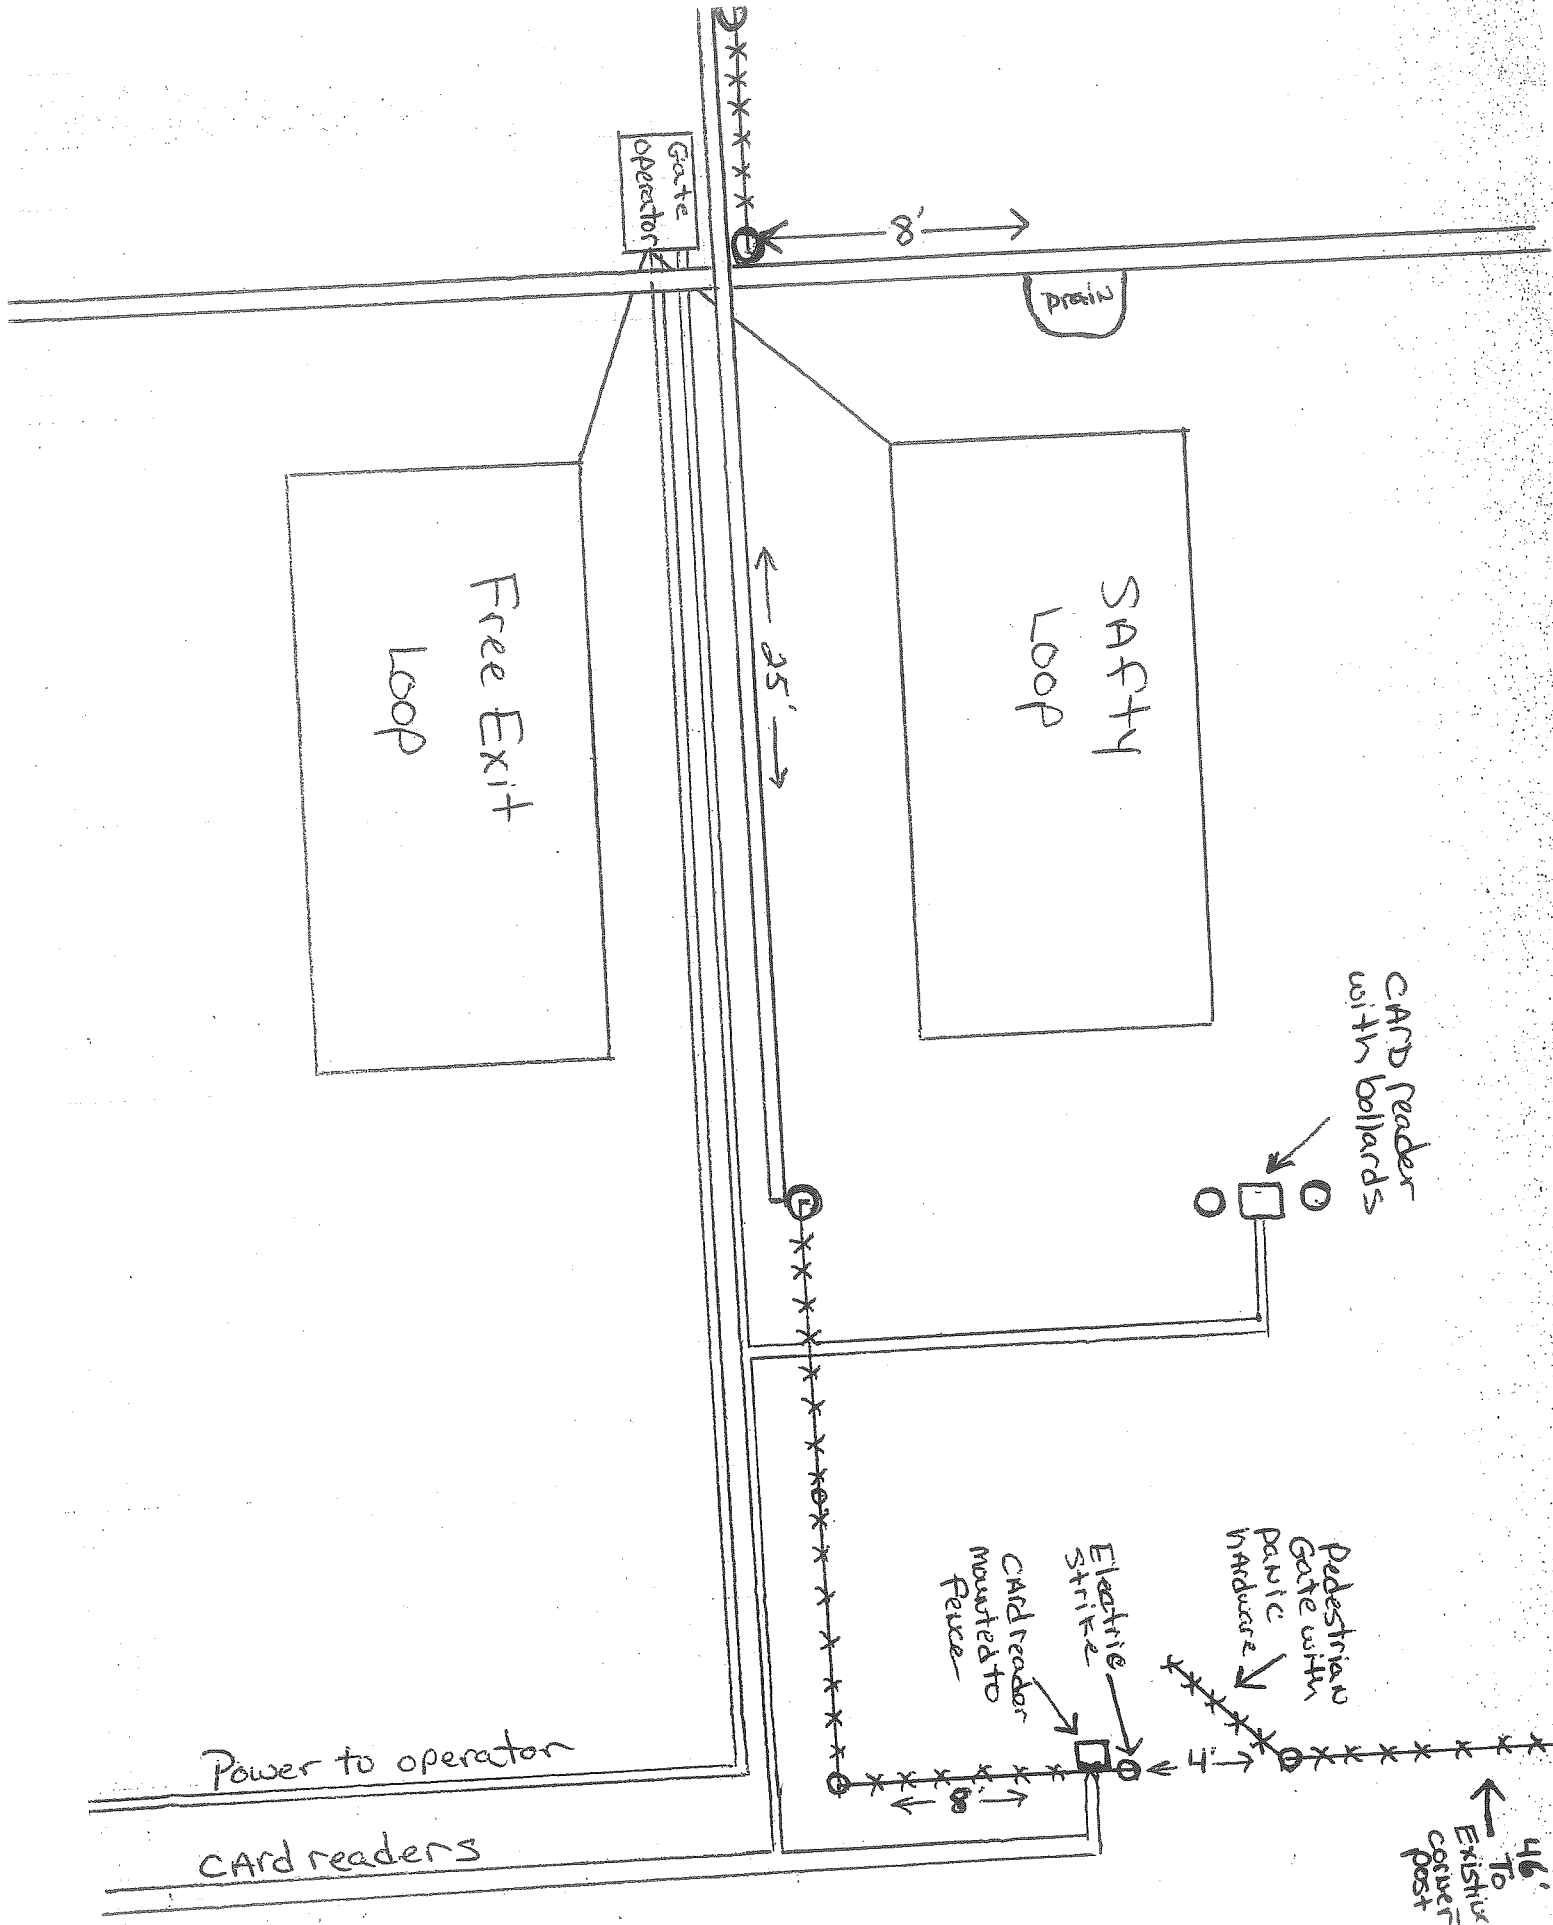 Gate
operator
8'
Drain
SAfty
Loop
25'
Free Exit
Loop
CARD reader
with bollards
Pedestrian
Gate with
panic
hardware
Electric
Strike
CArd reader
mounted to
fence
4'
8'
46'
To
corner
post
Power to operator
CArd readers